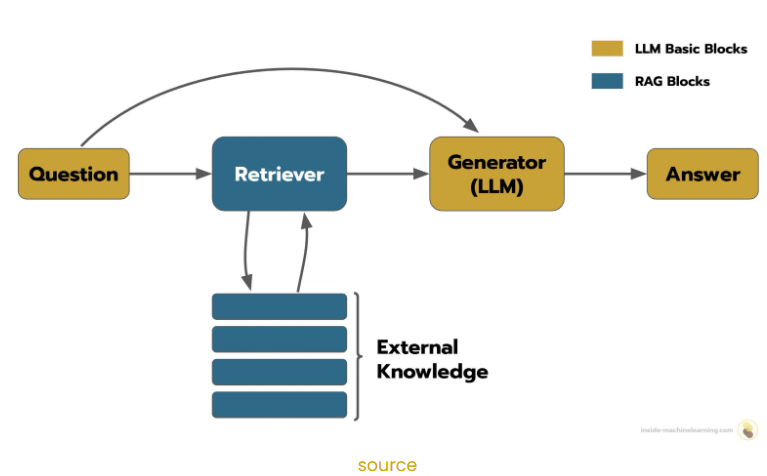 LLM Basic Blocks
RAG Blocks
Question
Retriever
Generator
(LLM)
Answer
External
Knowledge
inside-machinelearning.com
source